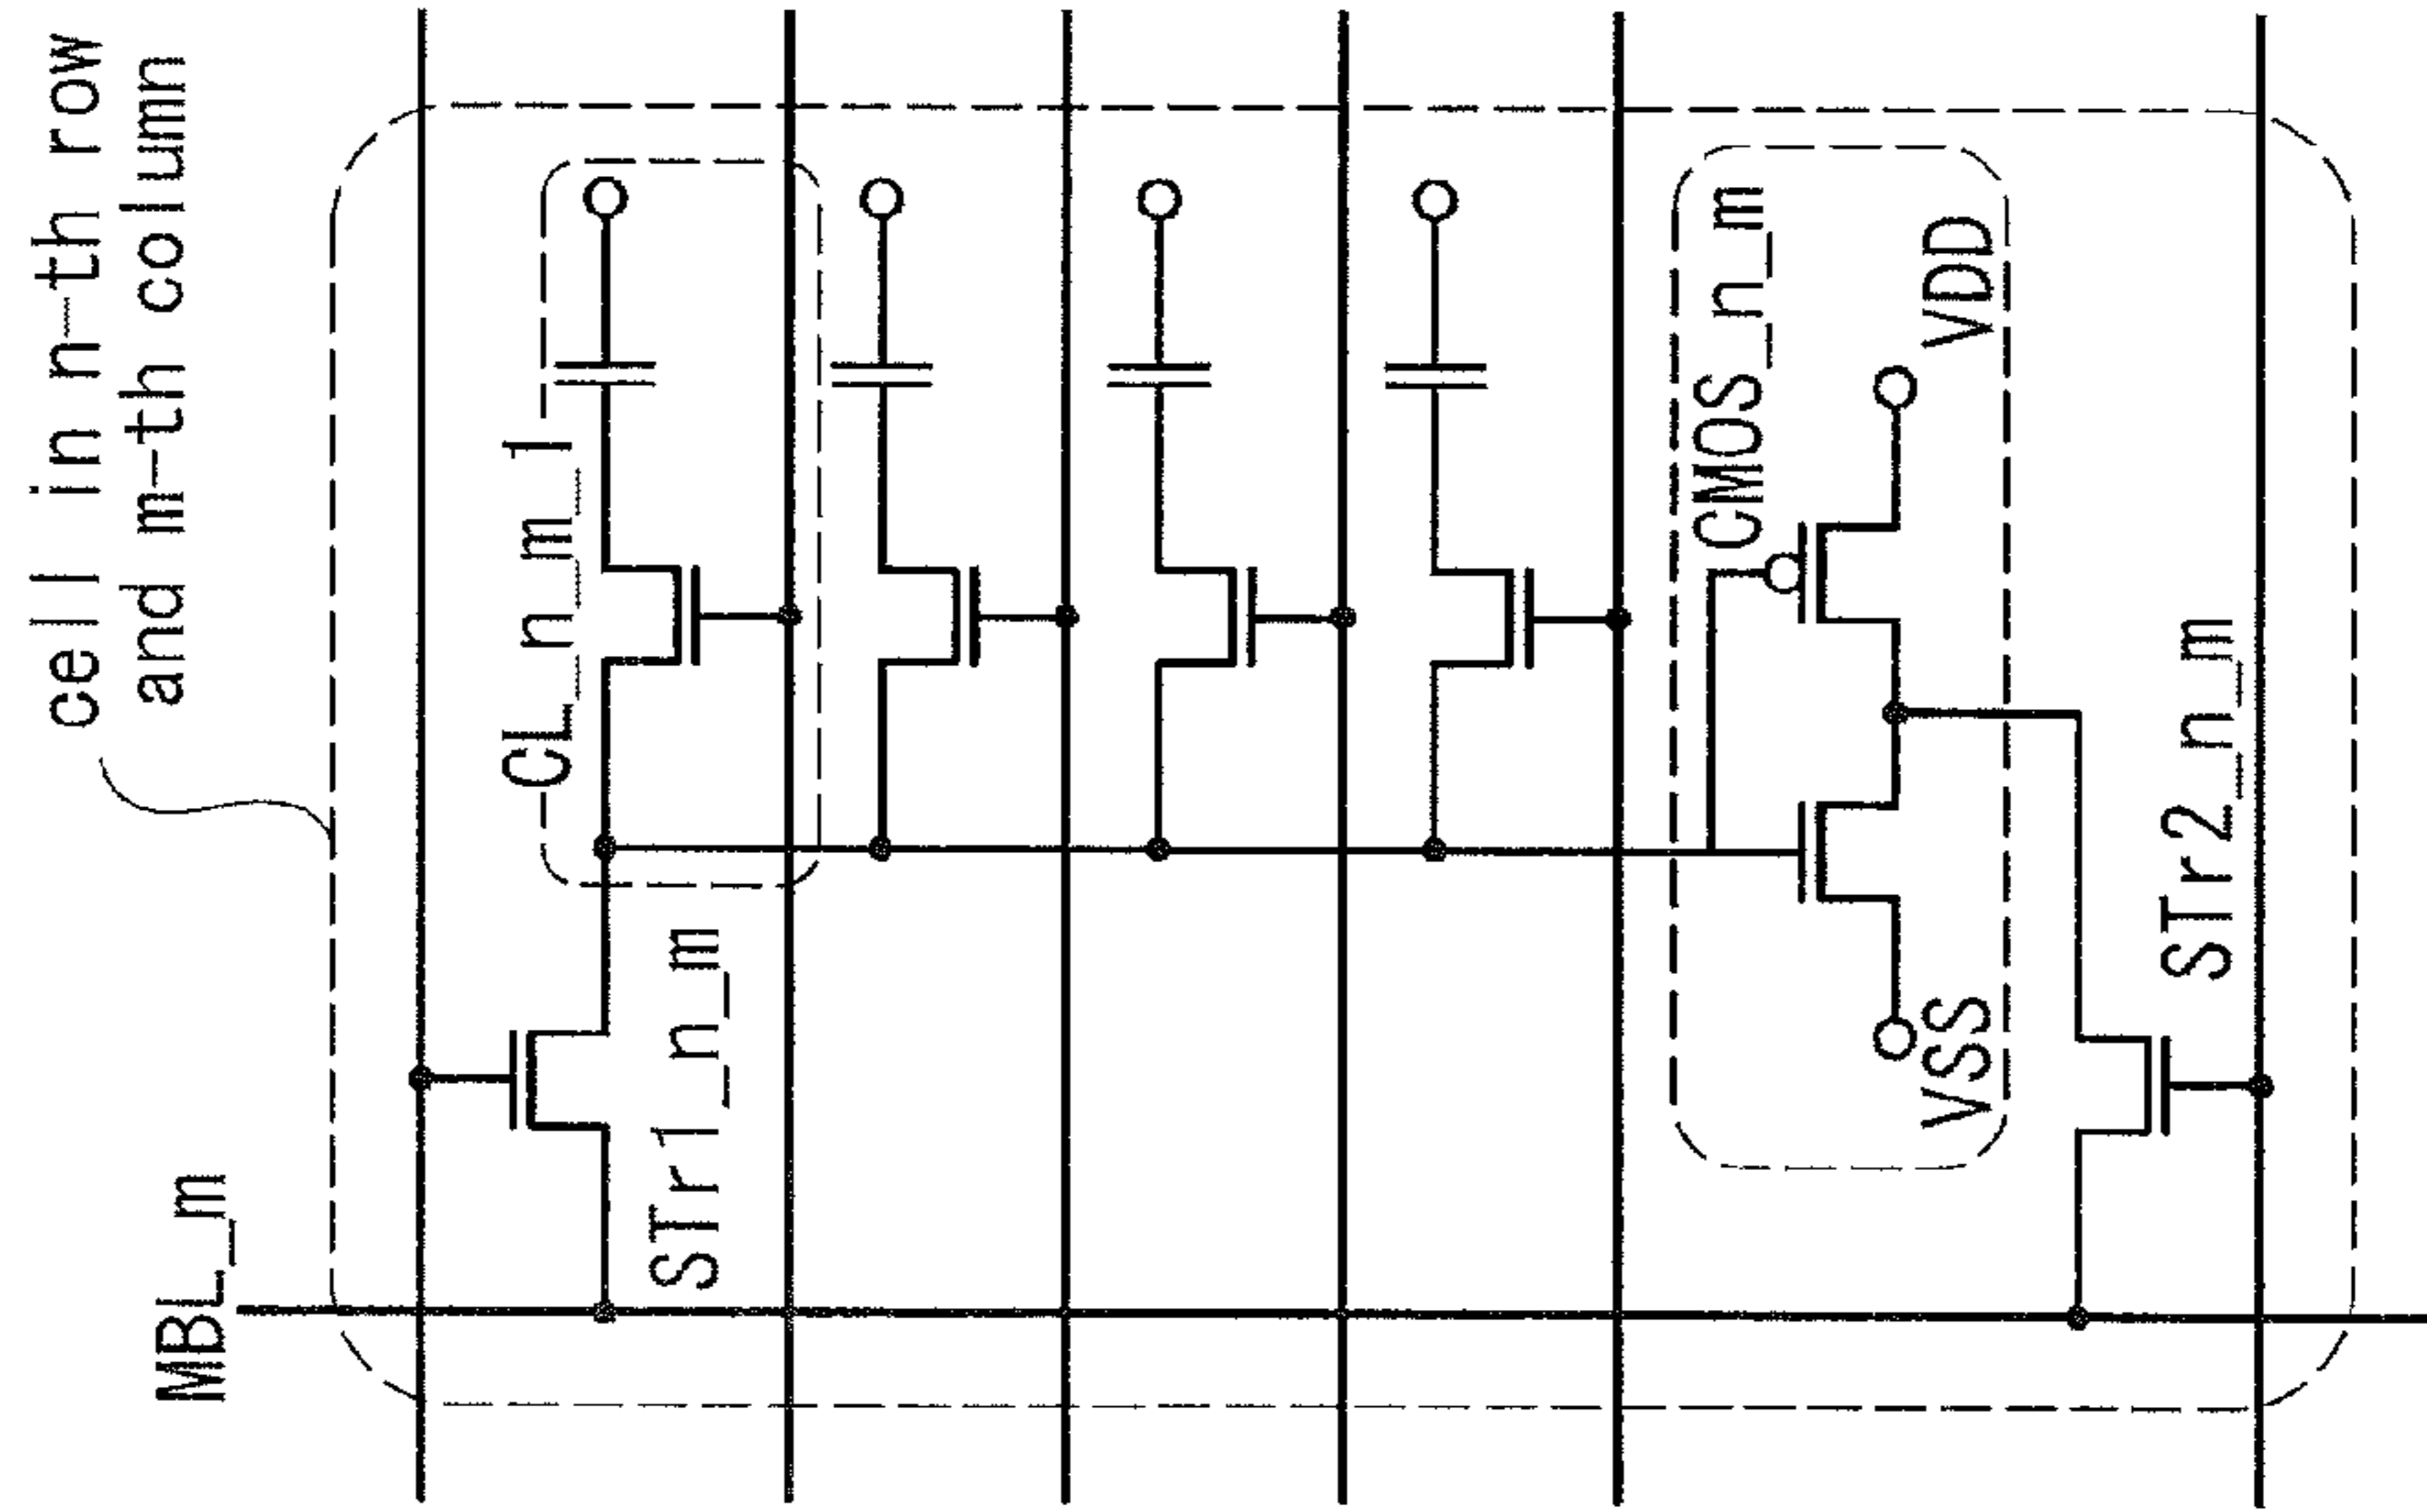 cell in n-th row
and m-th column
MBL_m
CL_n_m_1
STr1_n_m
CMOS_n_m
VSS
VDD
STr2_n_m